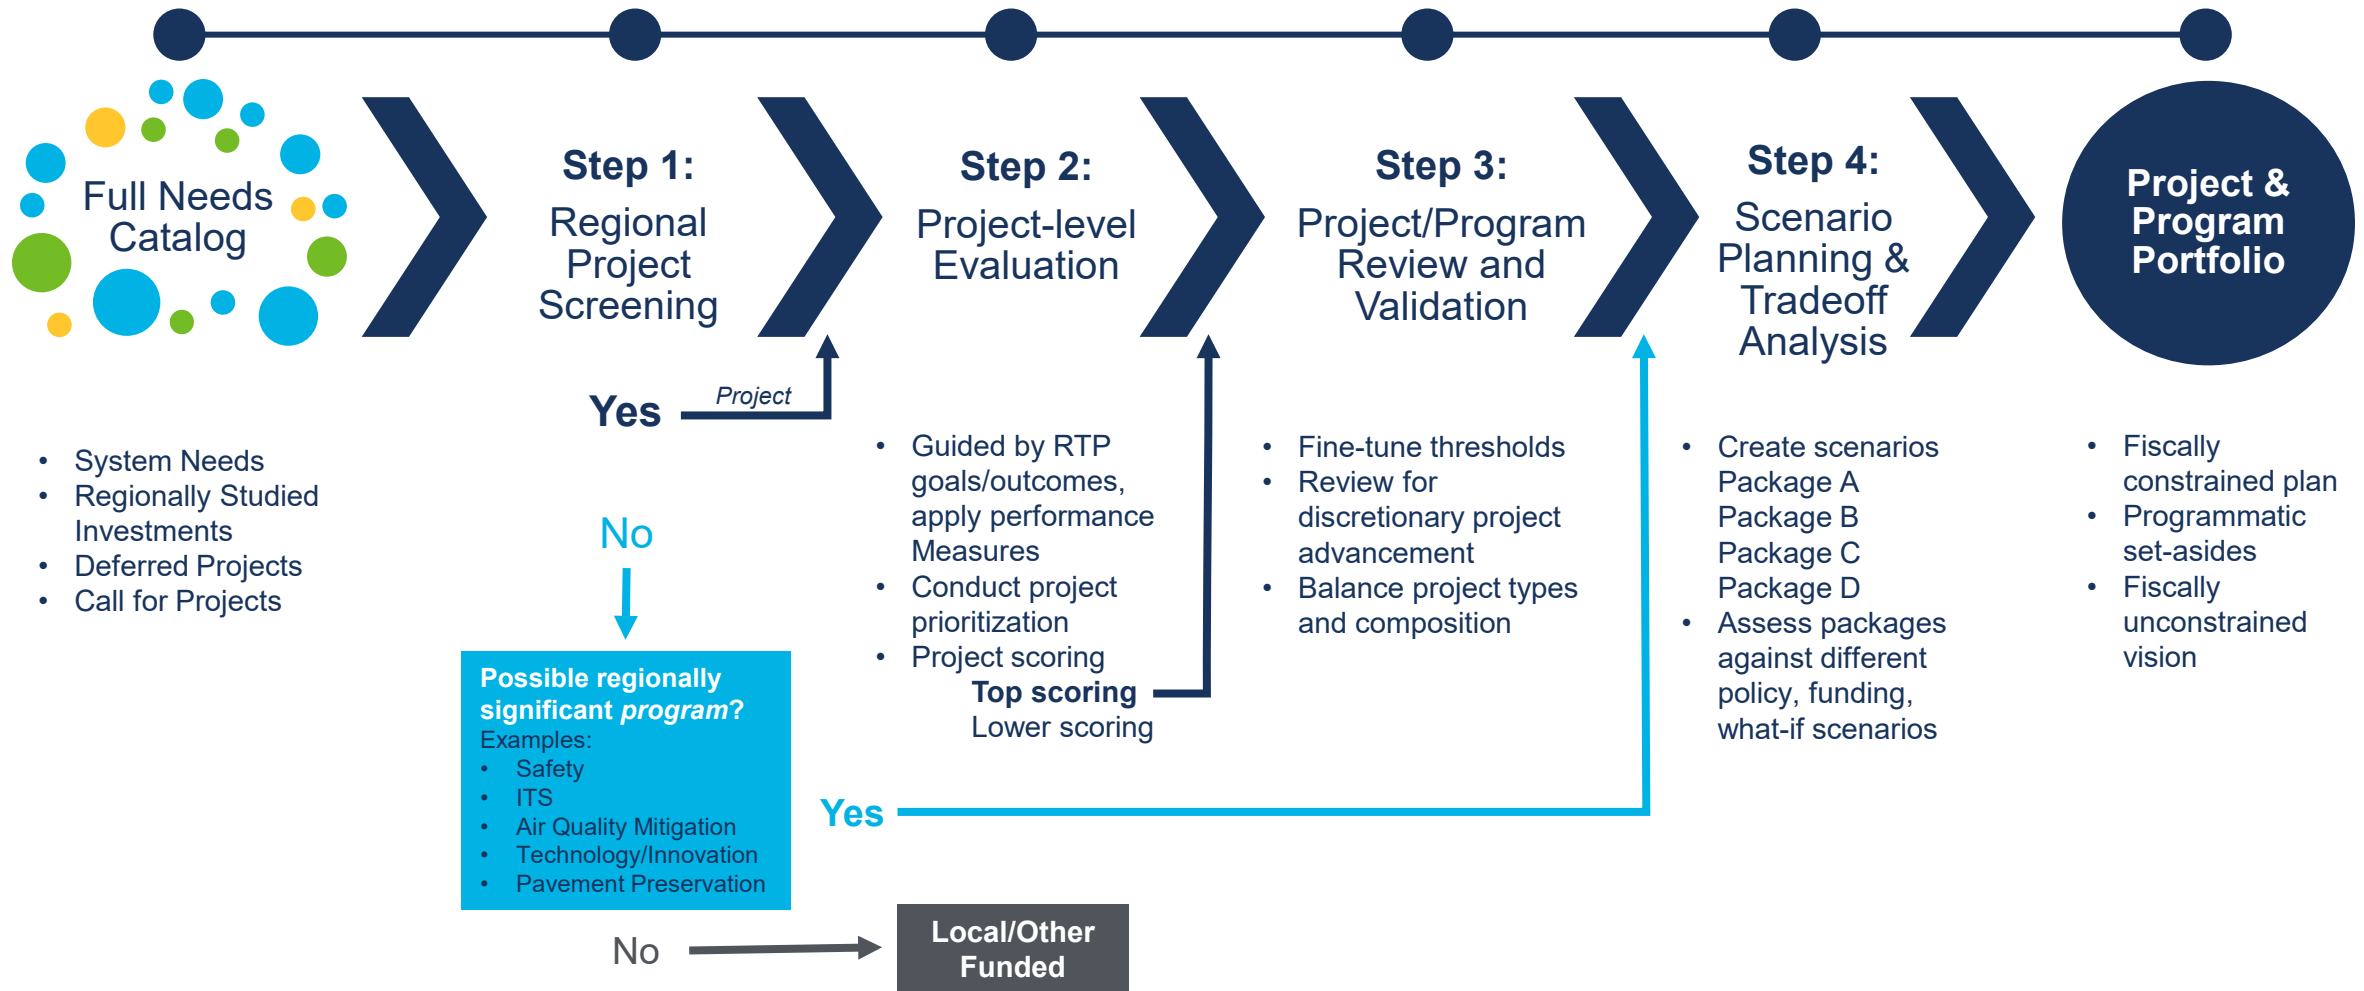 Full Needs
Catalog
• System Needs
• Regionally Studied
Investments
• Deferred Projects
• Call for Projects
Step 1:
Regional
Project
Screening
Yes
Project
No
Possible regionally
significant program?
Examples:
• Safety
• ITS
• Air Quality Mitigation
• Technology/Innovation
• Pavement Preservation
Yes
No
Local/Other
Funded
Step 2:
Project-level
Evaluation
• Guided by RTP
goals/outcomes,
apply performance
Measures
• Conduct project
prioritization
• Project scoring
Top scoring
Lower scoring
Step 3:
Project/Program
Review and
Validation
• Fine-tune thresholds
• Review for
discretionary project
advancement
• Balance project types
and composition
Step 4:
Scenario
Planning &
Tradeoff
Analysis
• Create scenarios
Package A
Package B
Package C
Package D
• Assess packages
against different
policy, funding,
what-if scenarios
Project &
Program
Portfolio
• Fiscally
constrained plan
• Programmatic
set-asides
• Fiscally
unconstrained
vision